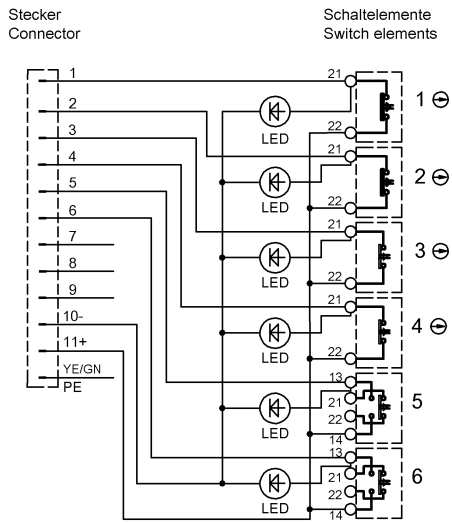 Stecker
Connector
Schaltelemente
Switch elements
1
2
3
4
5
6
7
8
9
10-
11+
YE/GN
PE
21
LED
22
1
21
LED
22
2
21
LED
22
3
21
LED
22
4
13
21
22
14
LED
5
13
21
22
14
LED
6